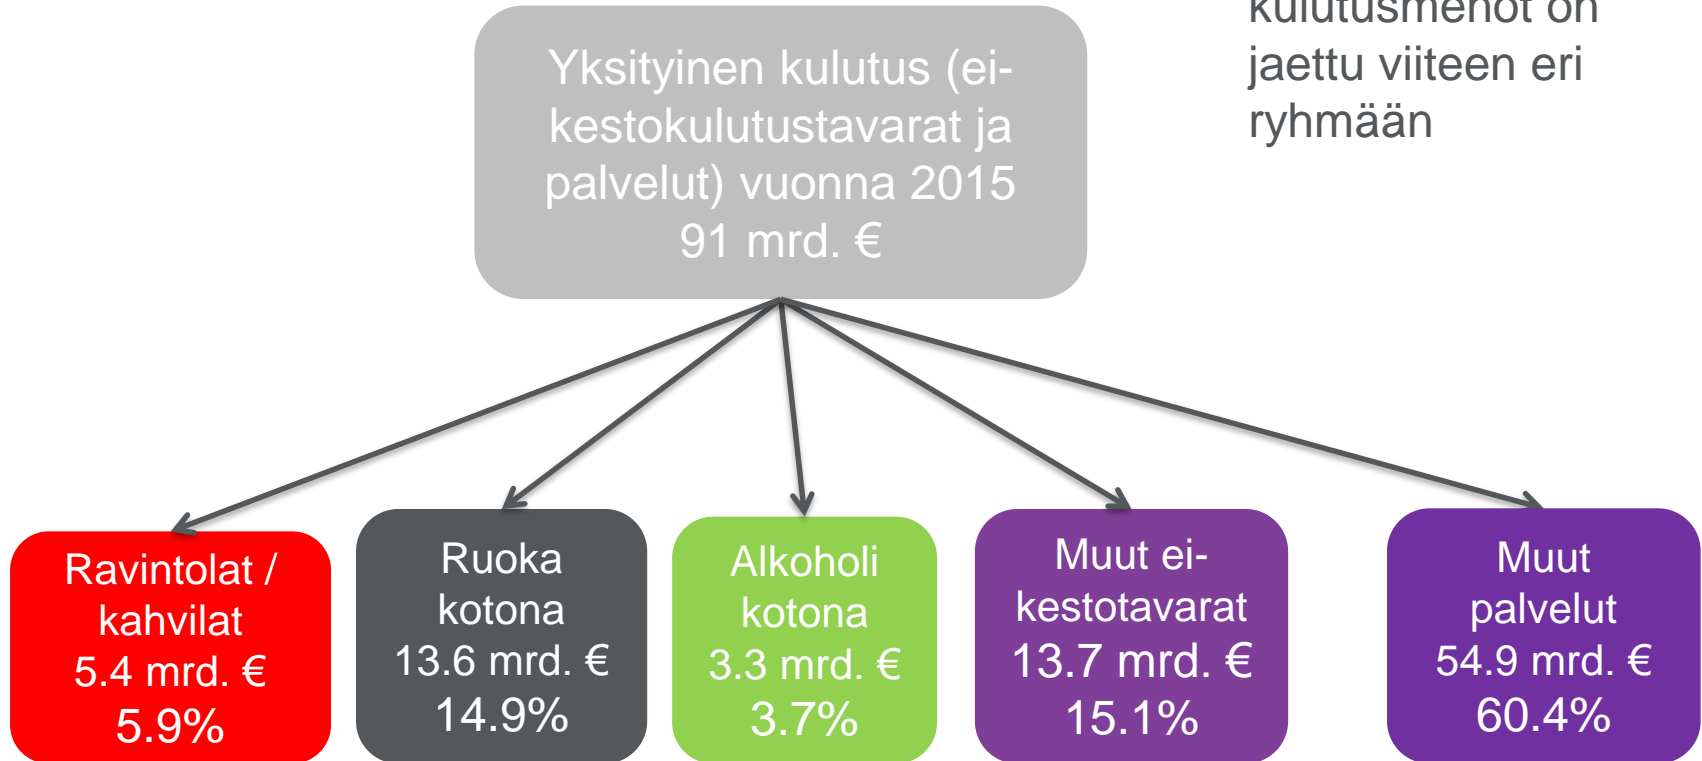 kulutusmenot on
jaettu viiteen eri
ryhmään
Yksityinen kulutus (ei-
kestokulutustavarat ja
palvelut) vuonna 2015
91 mrd. €
Ravintolat /
kahvilat
5.4 mrd. €
5.9%
Ruoka
kotona
13.6 mrd. €
14.9%
Alkoholi
kotona
3.3 mrd. €
3.7%
Muut ei-
kestotavarat
13.7 mrd. €
15.1%
Muut
palvelut
54.9 mrd. €
60.4%